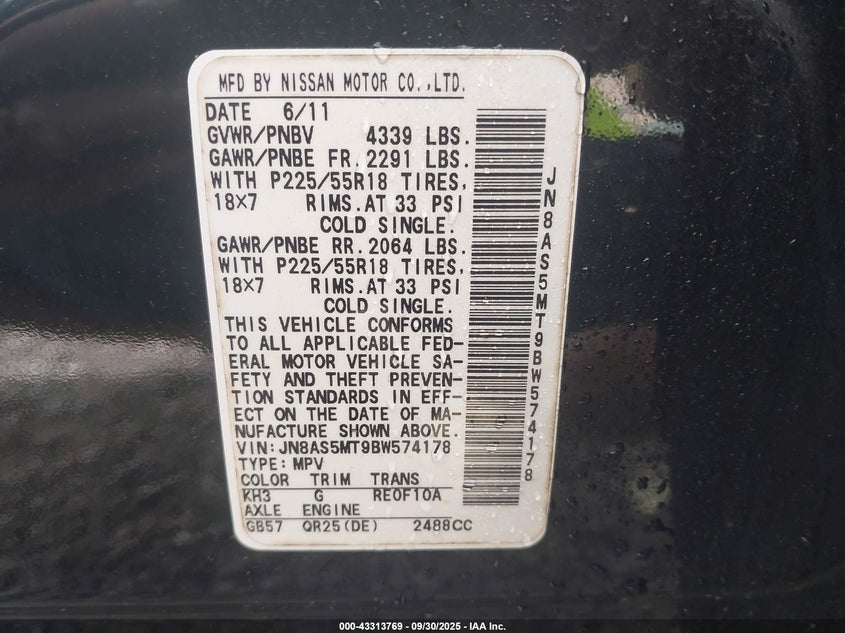 MFD BY NISSAN MOTOR CO.,LTD.
DATE 6/11
GVWR/PNBV 4339 LBS.
GAWR/PNBE FR. 2291 LBS.
WITH P225/55R18 TIRES,
18X7 RIMS.AT 33 PSI
COLD SINGLE.
GAWR/PNBE RR. 2064 LBS.
WITH P225/55R18 TIRES,
18X7 RIMS.AT 33 PSI
COLD SINGLE.
THIS VEHICLE CONFORMS
TO ALL APPLICABLE FED-
ERAL MOTOR VEHICLE SA-
FETY AND THEFT PREVEN-
TION STANDARDS IN EFF-
ECT ON THE DATE OF MA-
NUFACTURE SHOWN ABOVE.
VIN:JN8AS5MT9BW574178
TYPE:MPV
COLOR TRIM TRANS
KH3 G RE0F10A
AXLE ENGINE
GB57 QR25(DE) 2488CC
JN8AS5MT9BW574178
000-43313769 - 09/30/2025 - IAA Inc.